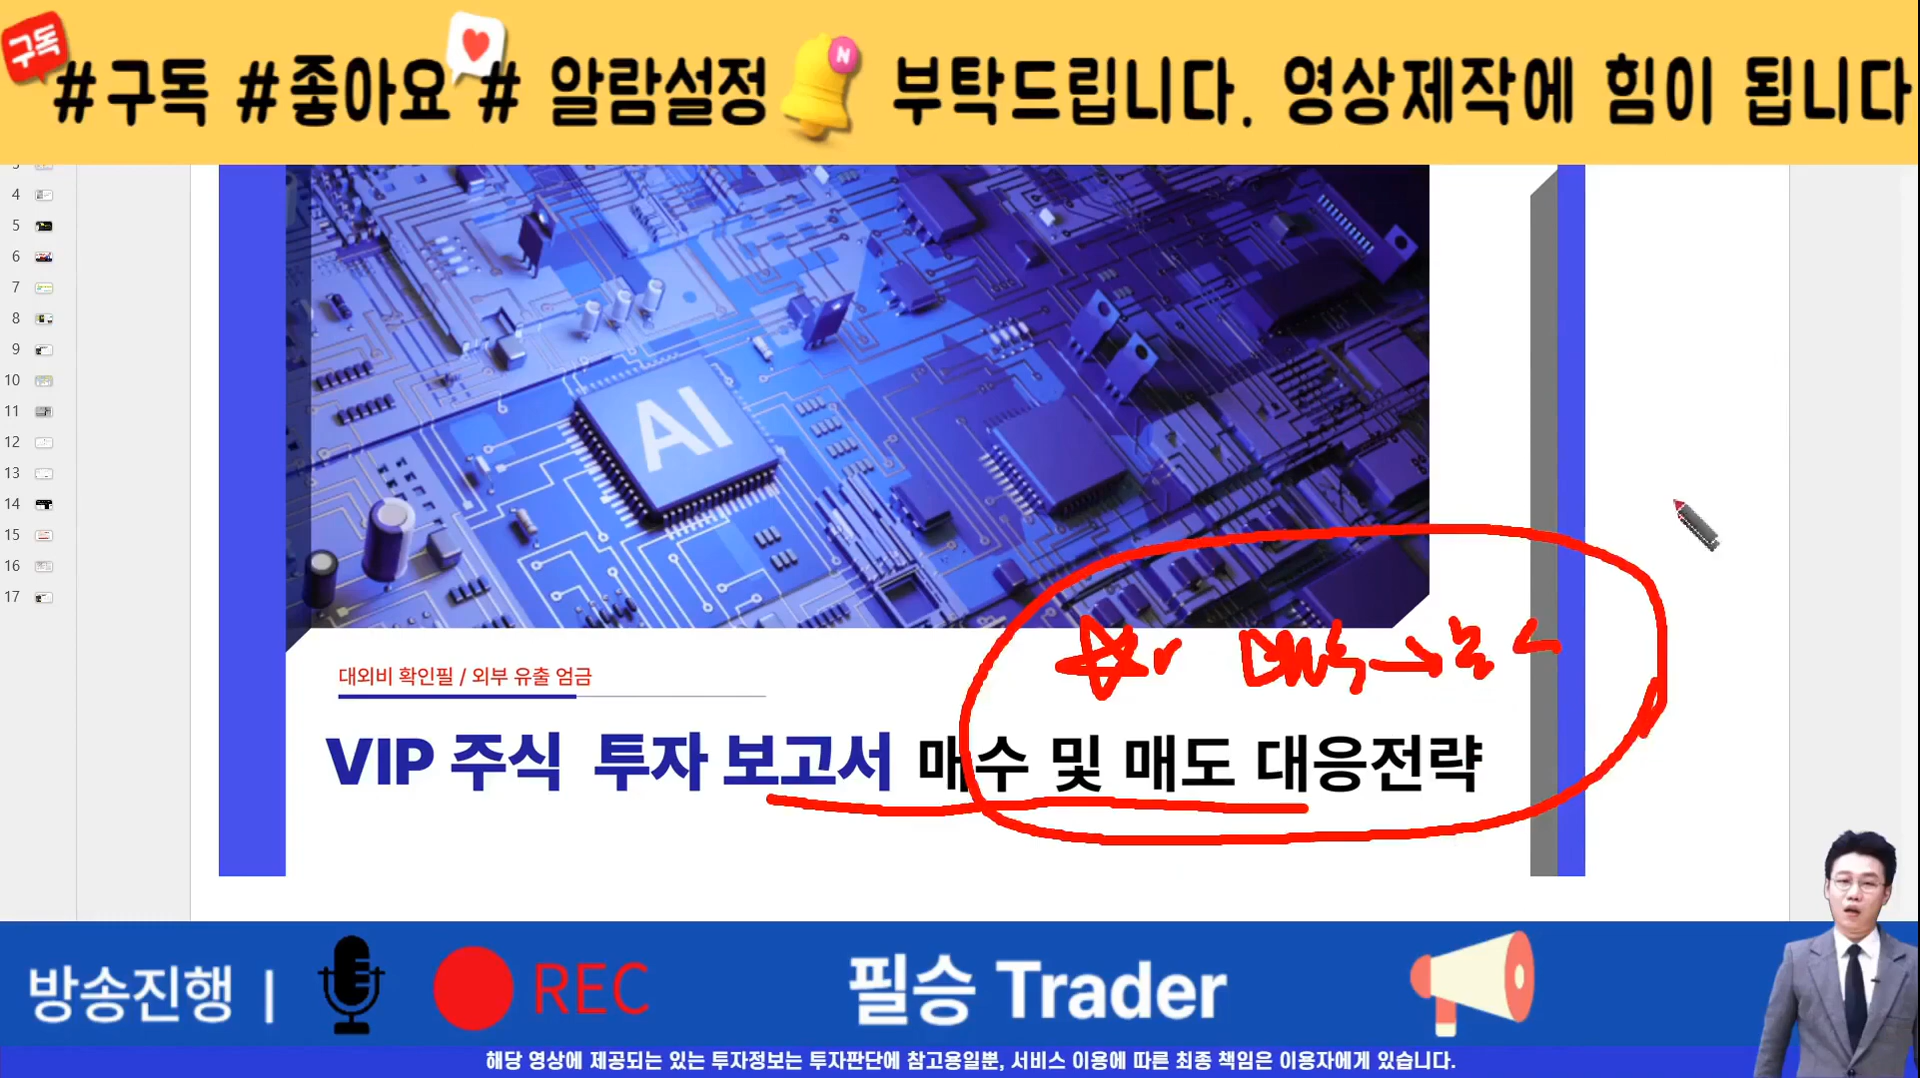 구독
#구독 #좋아요 # 알람설정 N 부탁드립니다. 영상제작에 힘이 됩니다
4
5
6
7
8
9
10
11
12
13
14
15
16
17
AI
대외비 확인필 / 외부 유출 엄금
VIP 주식 투자 보고서 매수 및 매도 대응전략
방송진행 | REC 필승 Trader
해당 영상에 제공되는 있는 투자정보는 투자판단에 참고용일뿐, 서비스 이용에 따른 최종 책임은 이용자에게 있습니다.